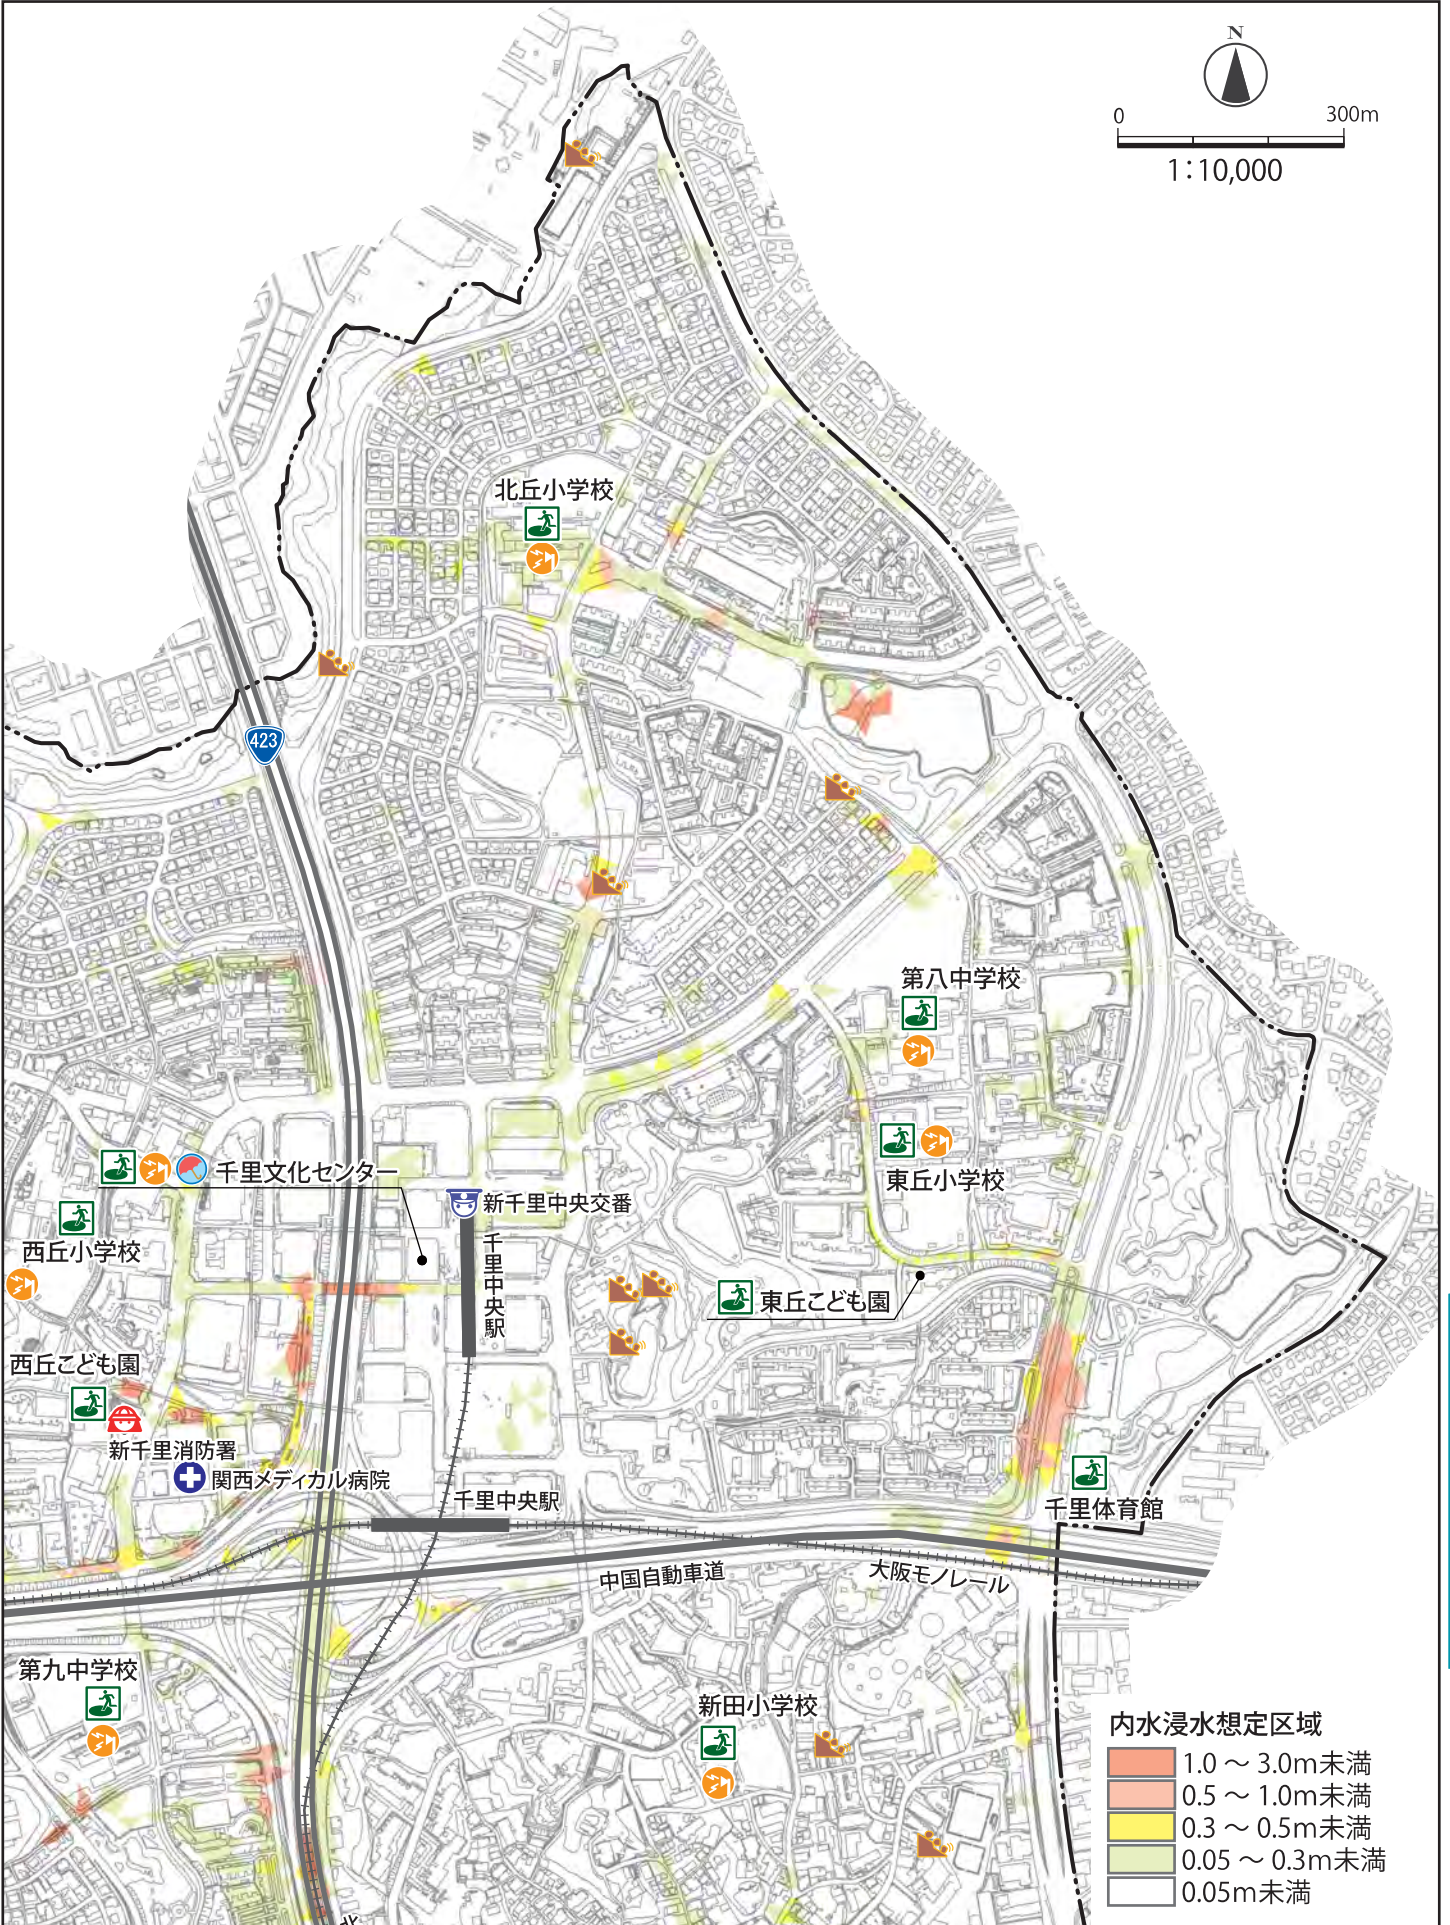 N
0 300m
1：10,000
北丘小学校
423
第八中学校
千里文化センター
東丘小学校
新千里中央交番
西丘小学校
千里中央駅
東丘こども園
西丘こども園
新千里消防署
関西メディカル病院
千里中央駅
千里体育館
中国自動車道
大阪モノレール
第九中学校
新田小学校
内水浸水想定区域
1.0 ～ 3.0m未満
0.5 ～ 1.0m未満
0.3 ～ 0.5m未満
0.05 ～ 0.3m未満
0.05m未満